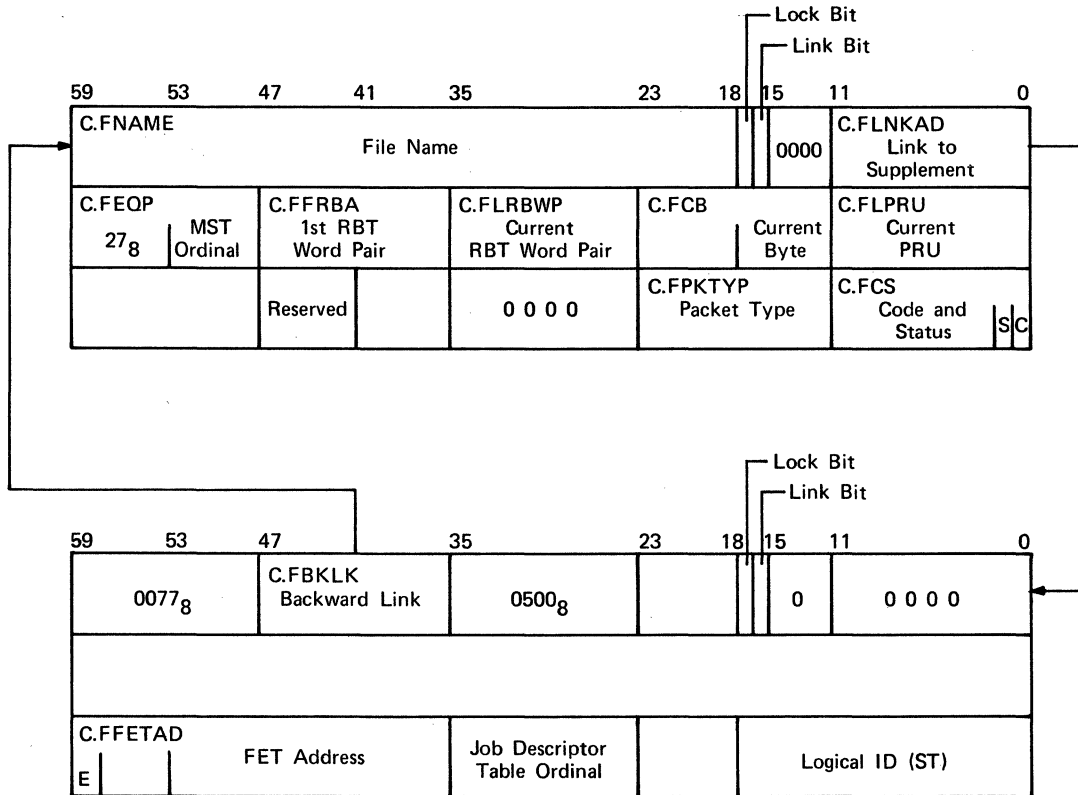 Lock Bit
Link Bit
59 53 47 41 35 23 18 15 11 0
C.FNAME
File Name
0000
C.FLNKAD
Link to
Supplement
C.FEQP
27₈
MST
Ordinal
C.FFRBA
1st RBT
Word Pair
C.FLRBWP
Current
RBT Word Pair
C.FCB
Current
Byte
C.FLPRU
Current
PRU
Reserved
0 0 0 0
C.FPKTYP
Packet Type
C.FCS
Code and
Status
S C
Lock Bit
Link Bit
59 53 47 35 23 18 15 11 0
0077₈
C.FBKLK
Backward Link
0500₈
0
0 0 0 0
C.FFETAD
E
FET Address
Job Descriptor
Table Ordinal
Logical ID (ST)